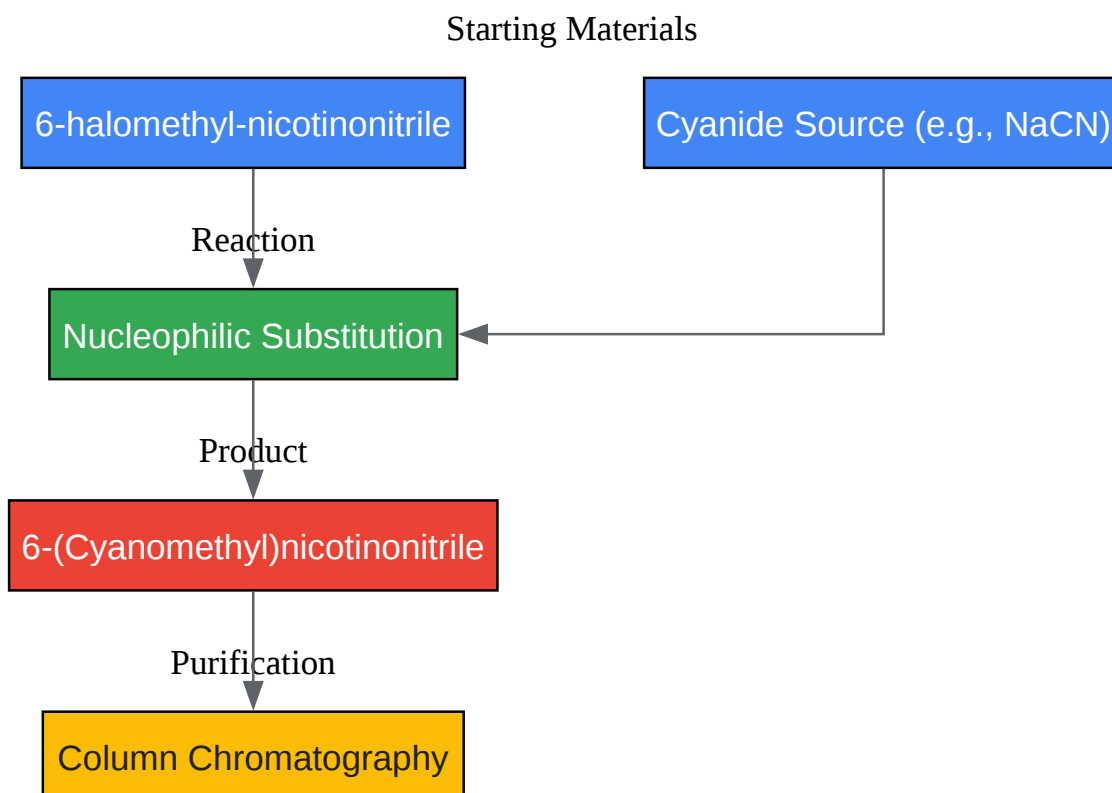 Starting Materials
6-halomethyl-nicotinonitrile
Cyanide Source (e.g., NaCN)
Reaction
Nucleophilic Substitution
Product
6-(Cyanomethyl)nicotinonitrile
Purification
Column Chromatography